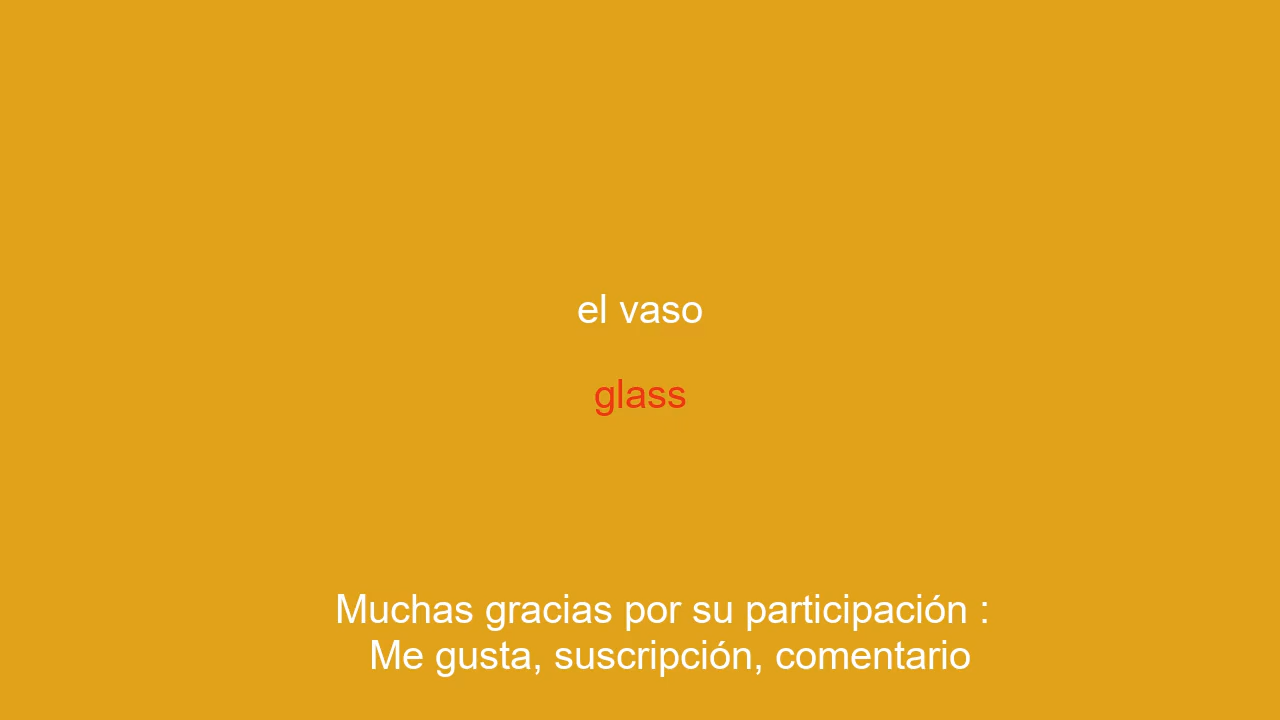 el vaso
glass
Muchas gracias por su participación :
Me gusta, suscripción, comentario